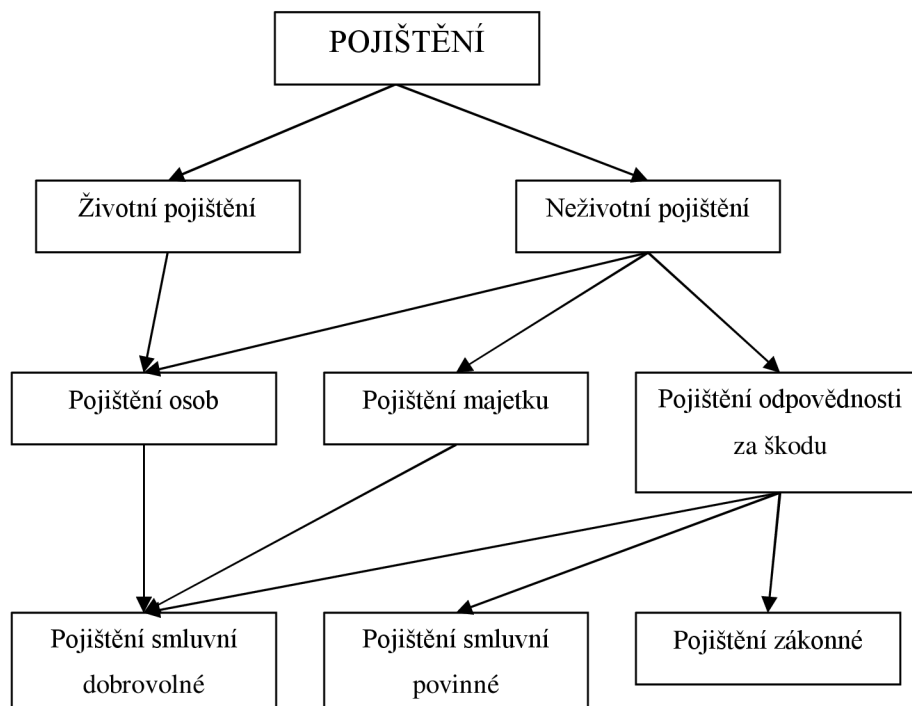 POJIŠTĚNÍ
Životní pojištění
Neživotní pojištění
Pojištění osob
Pojištění majetku
Pojištění odpovědnosti
za škodu
Pojištění smluvní
dobrovolné
Pojištění smluvní
povinné
Pojištění zákonné